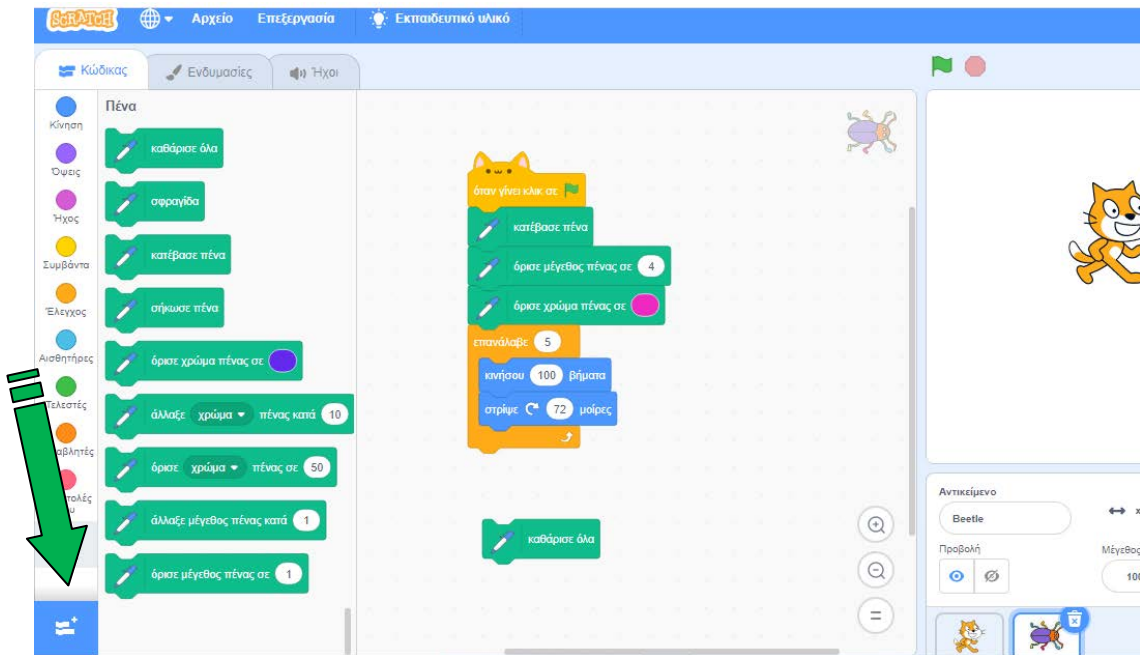 SCRATCH Αρχείο Επεξεργασία Εκπαιδευτικό υλικό
Κώδικας Ενδυμασίες Ήχοι
Κίνηση
Όψεις
Ήχος
Συμβάντα
Έλεγχος
Αισθητήρες
Τελεστές
Πένα
καθάρισε όλα
σφραγίδα
κατέβασε πένα
σήκωσε πένα
όρισε χρώμα πένας σε
άλλαξε χρώμα πένας κατά 10
όρισε χρώμα πένας σε 50
άλλαξε μέγεθος πένας κατά 1
όρισε μέγεθος πένας σε 1
όταν γίνει κλικ σε
κατέβασε πένα
όρισε μέγεθος πένας σε 4
όρισε χρώμα πένας σε
επανάλαβε 5
κινήσου 100 βήματα
στρίψε 72 μοίρες
καθάρισε όλα
Αντικείμενο
Beetle x
Προβολή Μέγεθος
100